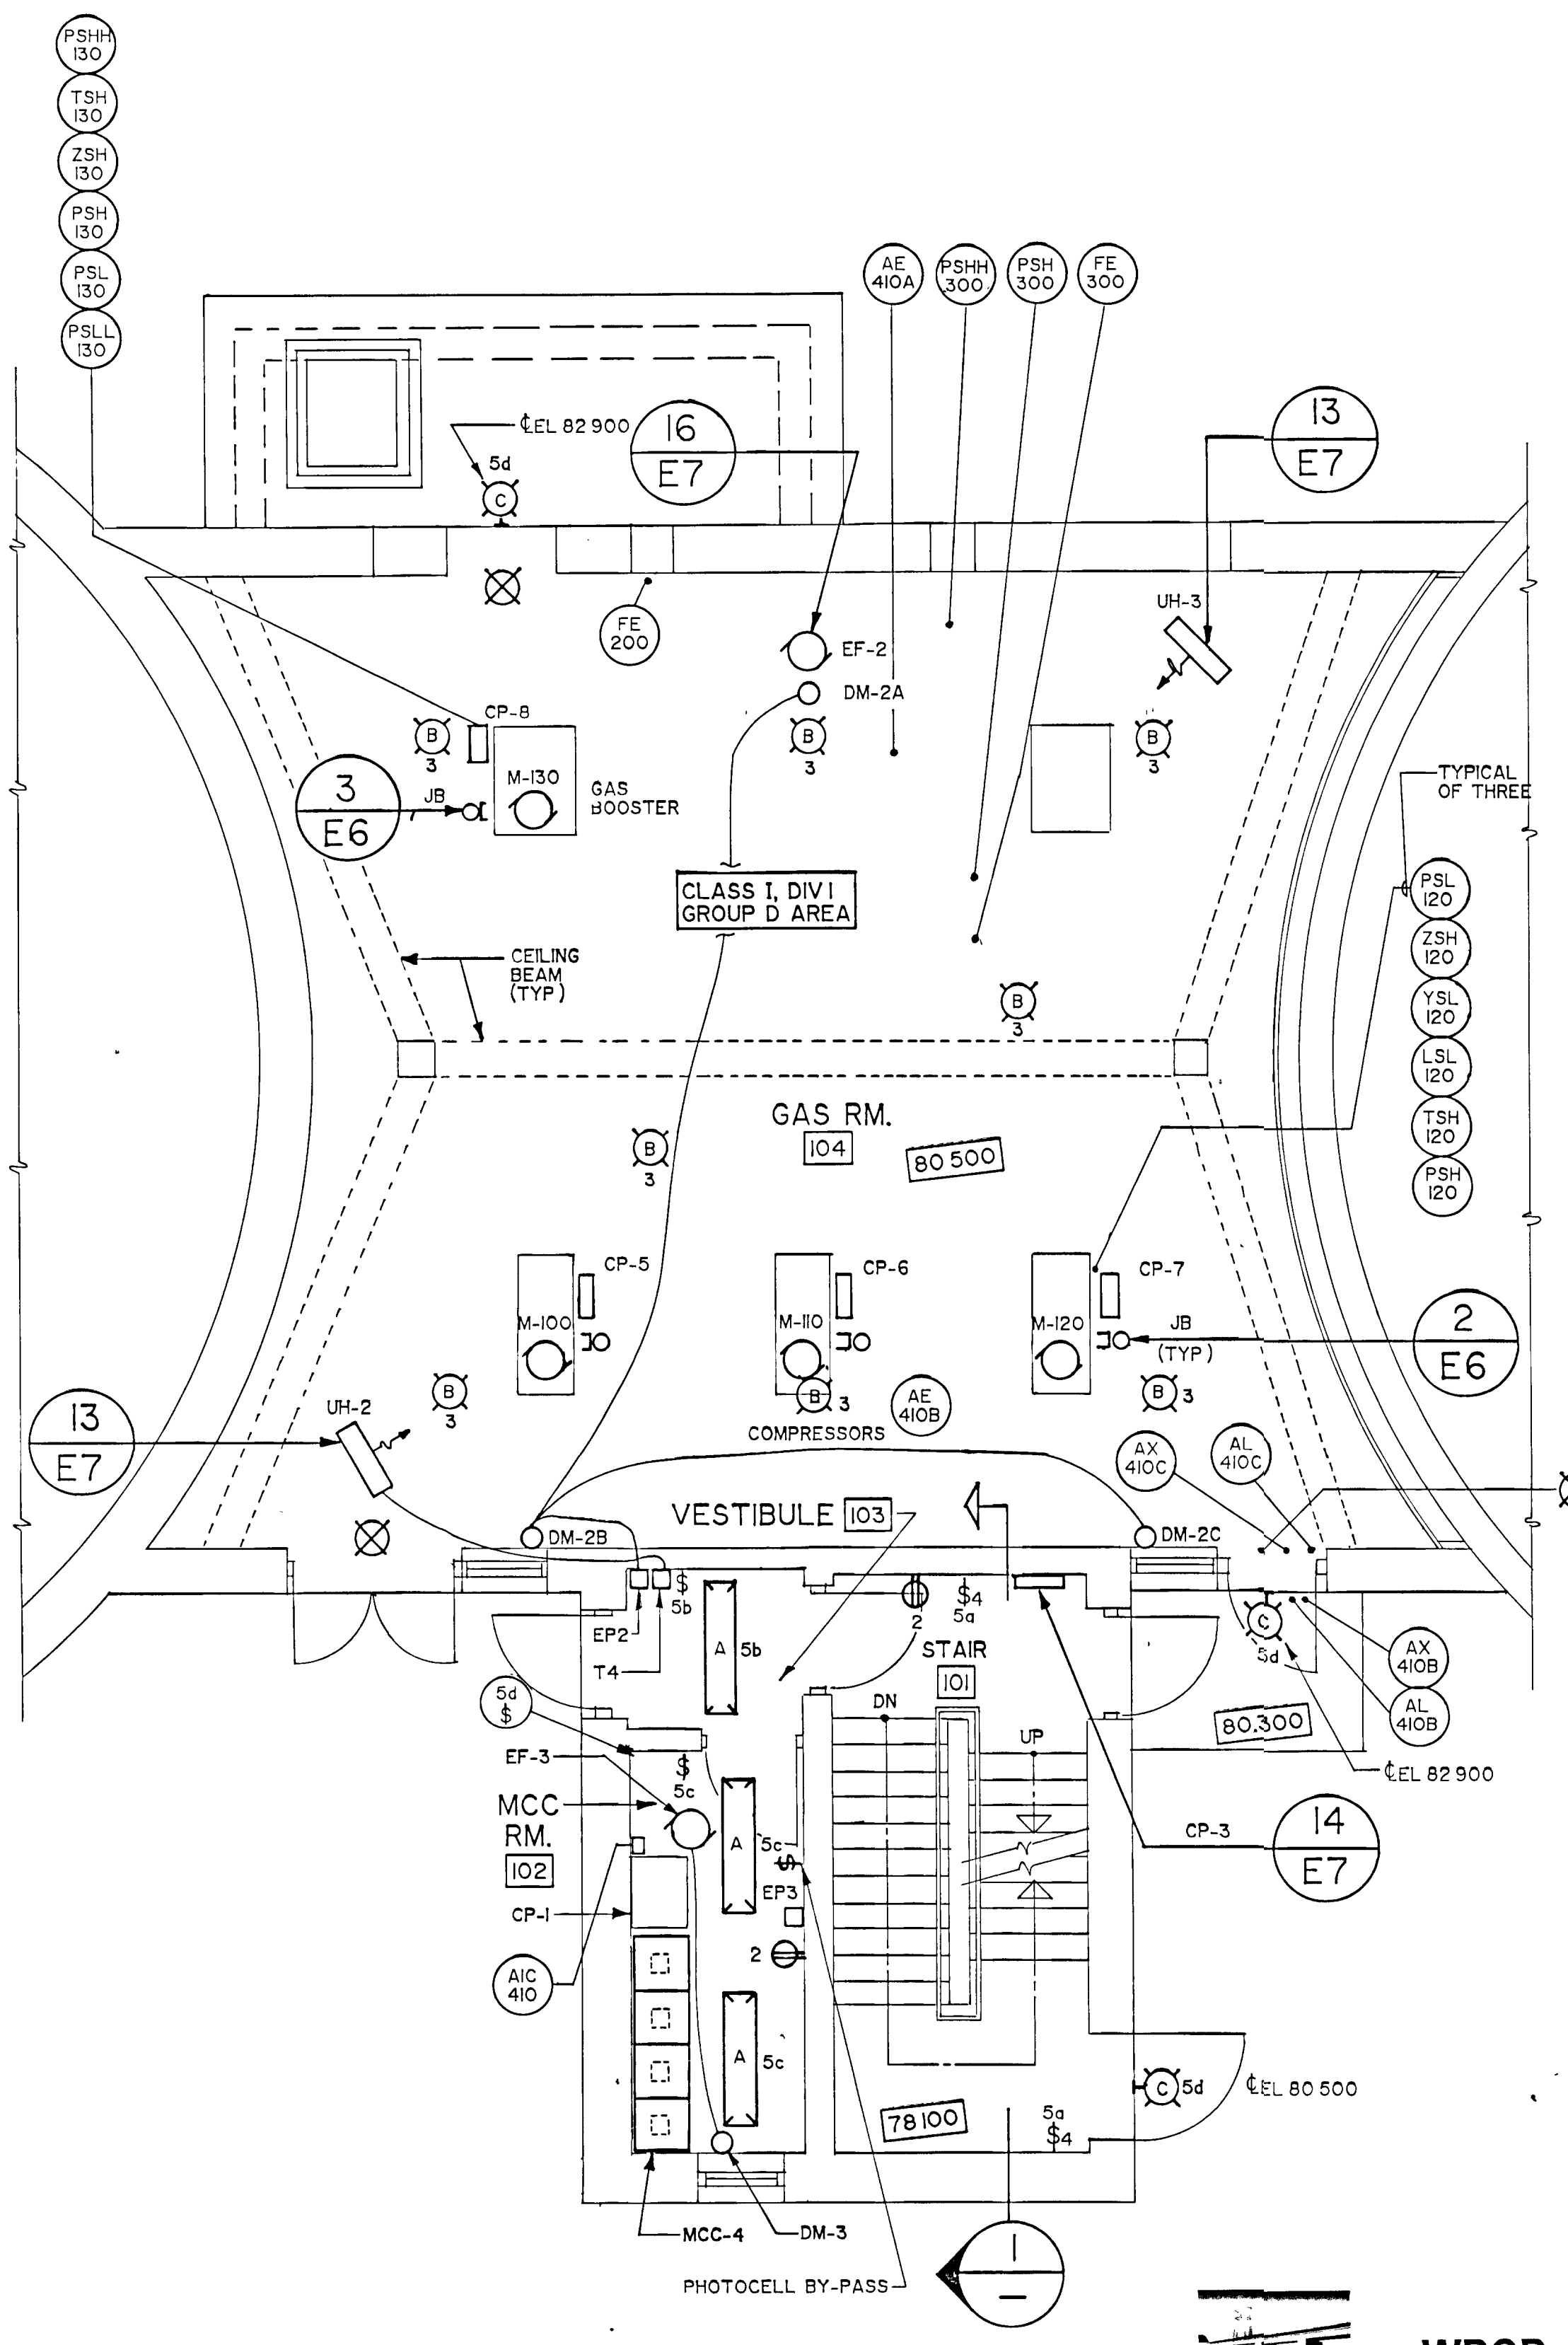 PSHH
130
TSH
130
ZSH
130
PSH
130
PSL
130
PSLL
130
AE
410A
PSHH
300
PSH
300
FE
300
℄EL 82 900
16
E7
13
E7
5d
C
FE
200
EF-2
DM-2A
UH-3
CP-8
B
3
M-130
GAS
BOOSTER
3
E6
JB
B
3
B
3
TYPICAL
OF THREE
CLASS I, DIV I
GROUP D AREA
PSL
120
ZSH
120
YSL
120
LSL
120
TSH
120
PSH
120
CEILING
BEAM
(TYP)
B
3
GAS RM.
104
80 500
B
3
CP-5
M-100
CP-6
M-110
CP-7
M-120
JB
(TYP)
2
E6
13
E7
UH-2
B
3
B
3
AE
410B
B
3
COMPRESSORS
AX
410C
AL
410C
VESTIBULE
103
DM-2B
DM-2C
$
5b
EP2
T4
A
5b
2
$4
5a
STAIR
101
C
5d
AX
410B
AL
410B
80.300
℄EL 82 900
5d
$
EF-3
$
5c
DN
UP
MCC
RM.
102
A
5c
$
EP3
CP-3
14
E7
CP-1
2
AIC
410
A
5c
78 100
5a
$4
C
5d
℄EL 80 500
MCC-4
DM-3
PHOTOCELL BY-PASS
1